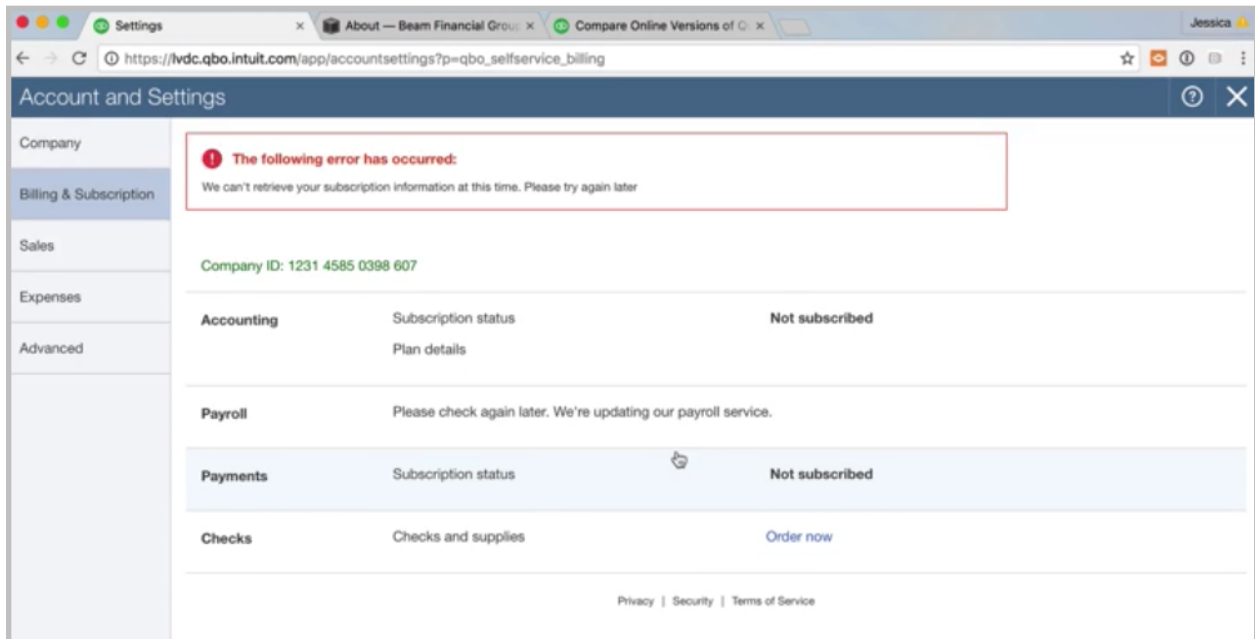 Settings
About — Beam Financial Grou
Compare Online Versions of Q
Jessica
https://lvdc.qbo.intuit.com/app/accountsettings?p=qbo_selfservice_billing
Account and Settings
Company
Billing & Subscription
Sales
Expenses
Advanced
The following error has occurred:
We can't retrieve your subscription information at this time. Please try again later
Company ID: 1231 4585 0398 607
Accounting Subscription status Not subscribed
Plan details
Payroll Please check again later. We're updating our payroll service.
Payments Subscription status Not subscribed
Checks Checks and supplies Order now
Privacy | Security | Terms of Service